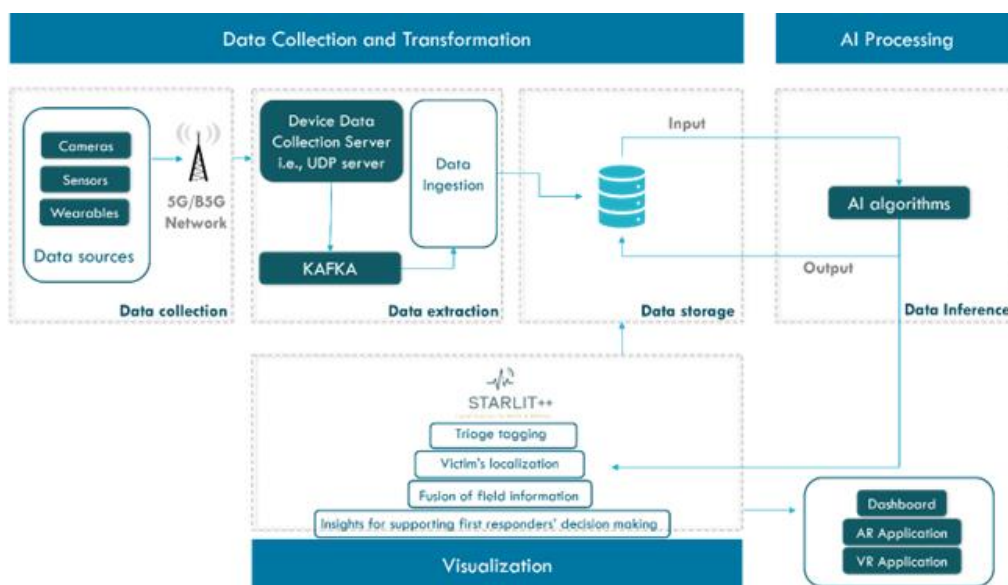 Data Collection and Transformation
AI Processing
Cameras
Sensors
Wearables
Data sources
5G/B5G
Network
Data collection
Device Data
Collection Server
i.e., UDP server
KAFKA
Data
Ingestion
Data extraction
Data storage
Input
Output
AI algorithms
Data Inference
STARLIT++
Triage tagging
Victim's localization
Fusion of field information
Insights for supporting first responders' decision making
Visualization
Dashboard
AR Application
VR Application